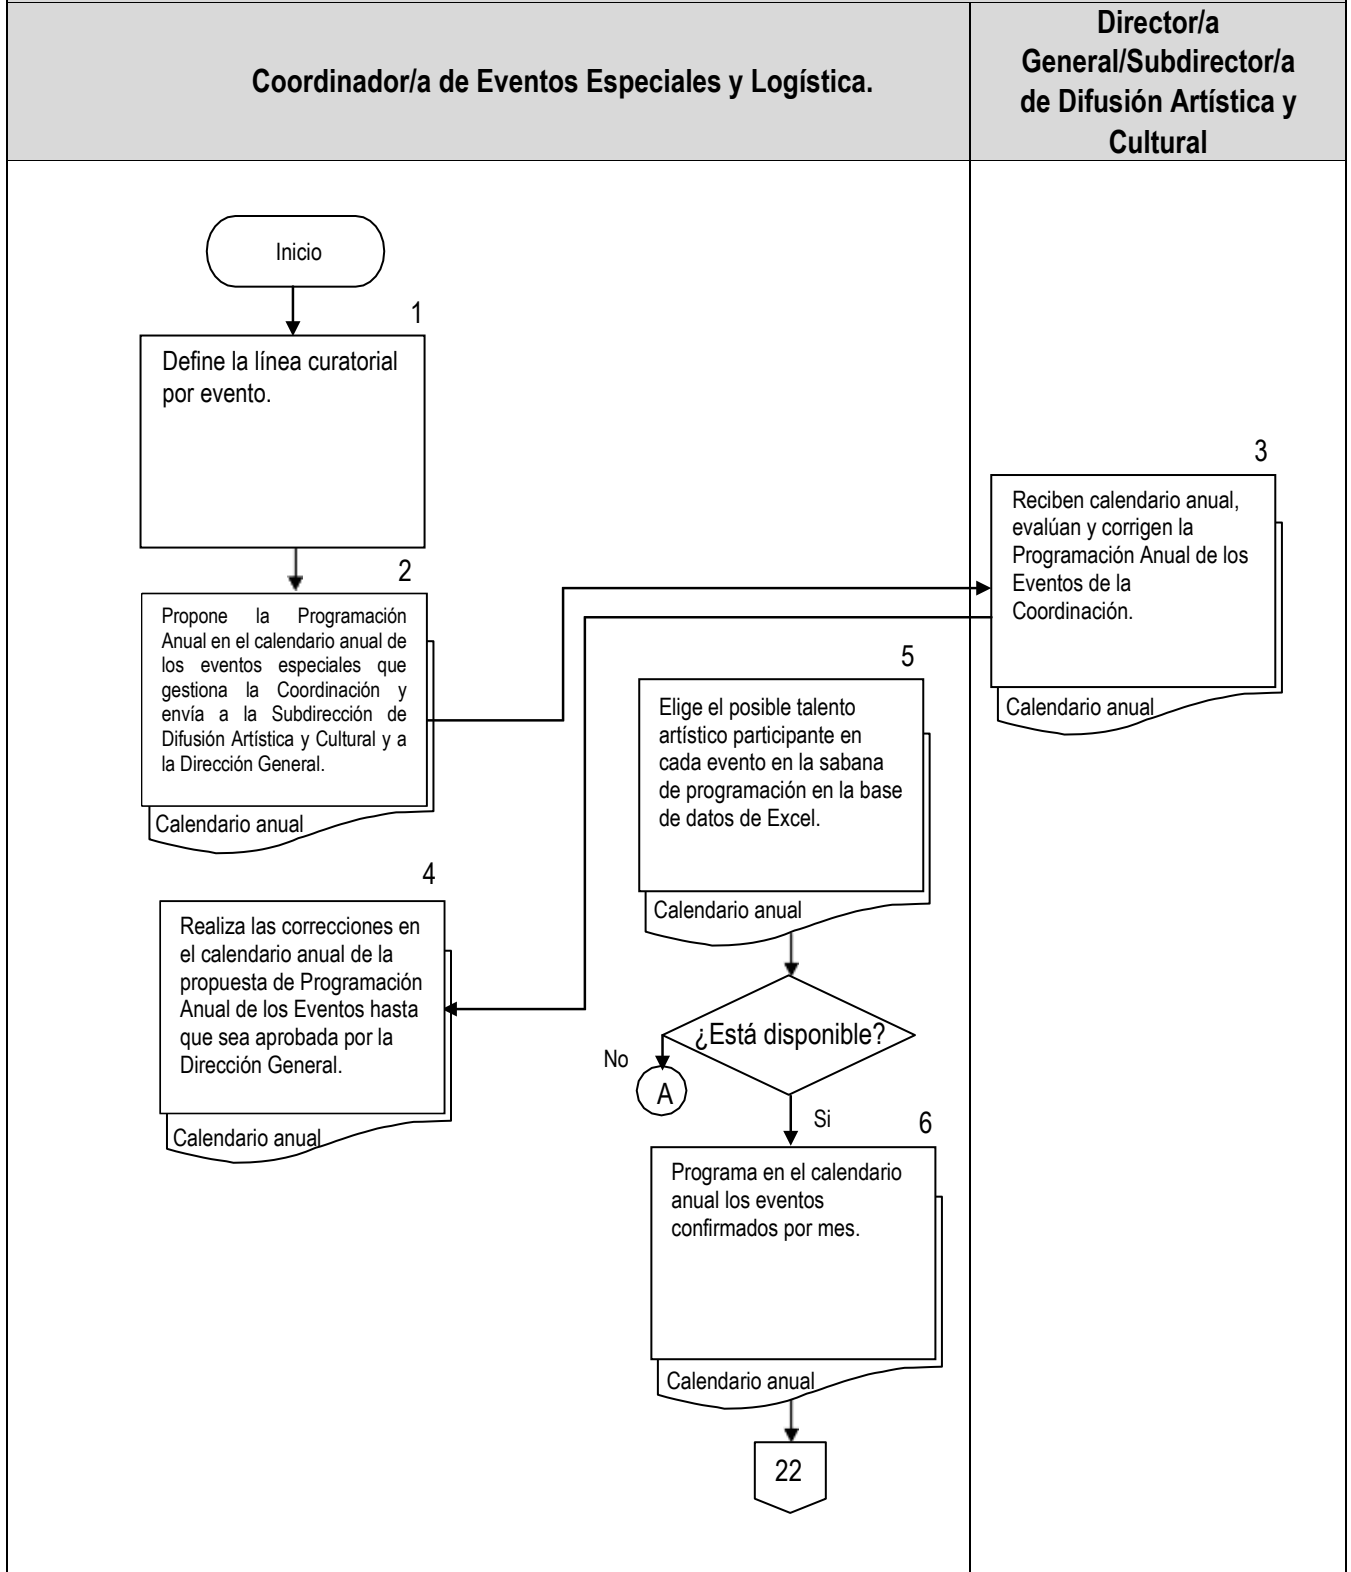 Coordinador/a de Eventos Especiales y Logística.
Director/a
General/Subdirector/a
de Difusión Artística y
Cultural
Inicio
1
Define la línea curatorial
por evento.
2
Propone la Programación
Anual en el calendario anual de
los eventos especiales que
gestiona la Coordinación y
envía a la Subdirección de
Difusión Artística y Cultural y a
la Dirección General.
Calendario anual
3
Reciben calendario anual,
evalúan y corrigen la
Programación Anual de los
Eventos de la
Coordinación.
Calendario anual
4
Realiza las correcciones en
el calendario anual de la
propuesta de Programación
Anual de los Eventos hasta
que sea aprobada por la
Dirección General.
Calendario anual
5
Elige el posible talento
artístico participante en
cada evento en la sabana
de programación en la base
de datos de Excel.
Calendario anual
¿Está disponible?
No
A
Si
6
Programa en el calendario
anual los eventos
confirmados por mes.
Calendario anual
22